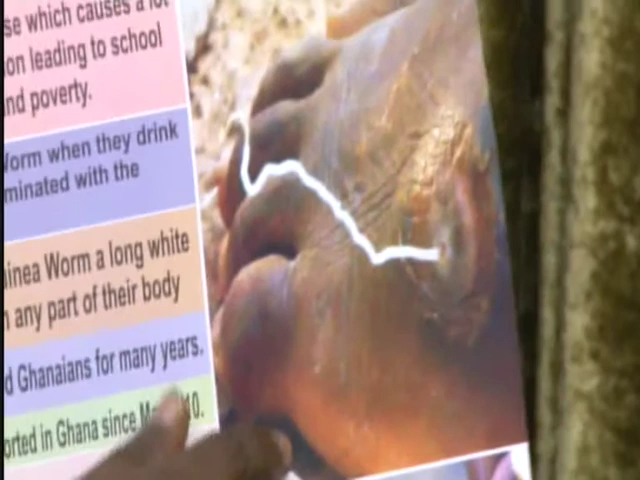 se which causes a lot
on leading to school
nd poverty.
Worm when they drink
minated with the
inea Worm a long white
any part of their body
d Ghanaians for many years.
orted in Ghana since